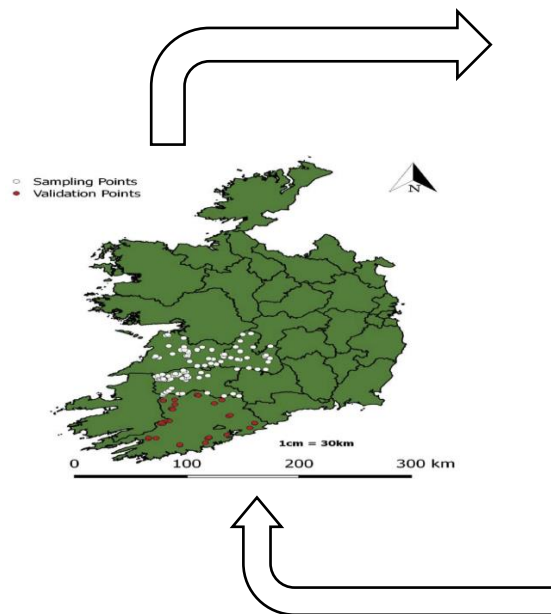 Sampling Points
Validation Points
N
1cm = 30km
0 100 200 300 km